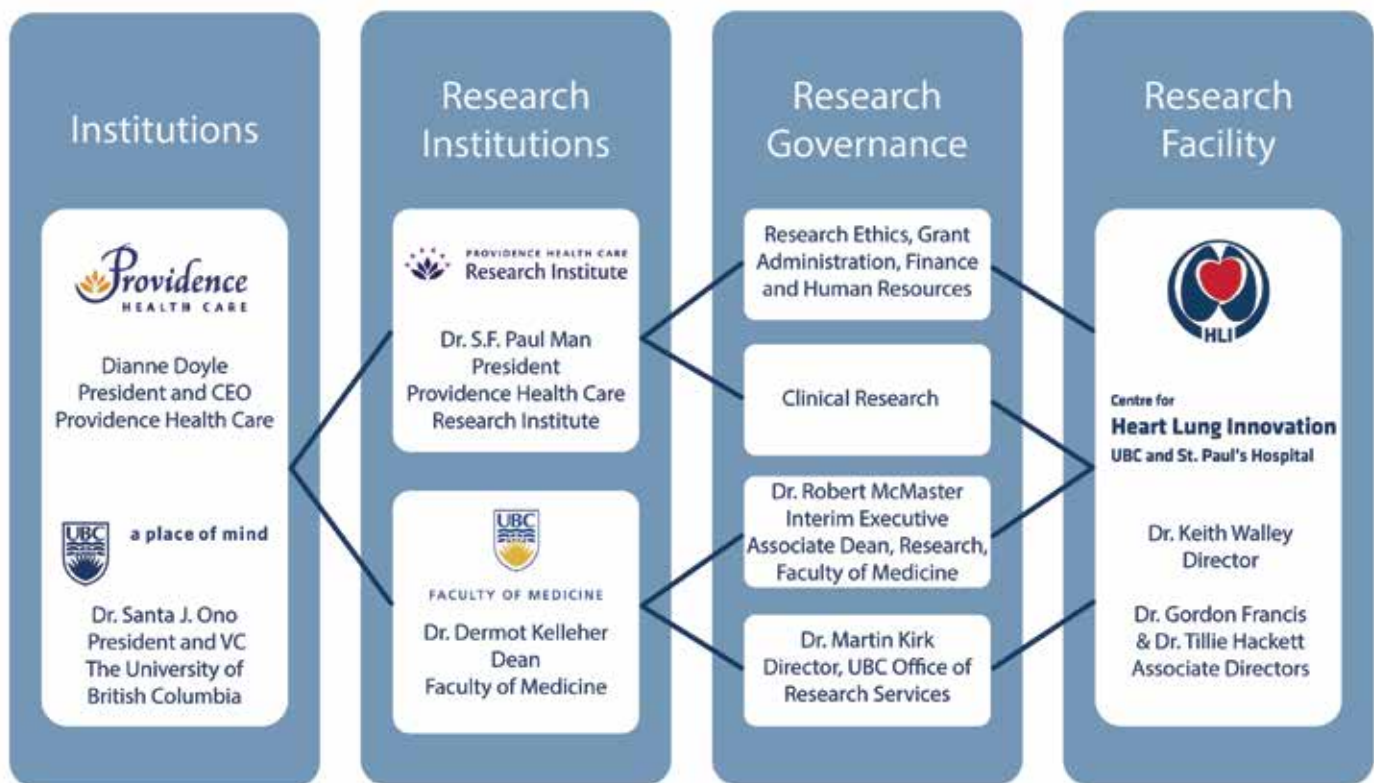 Institutions
Providence
HEALTH CARE
Dianne Doyle
President and CEO
Providence Health Care
UBC
a place of mind
Dr. Santa J. Ono
President and VC
The University of
British Columbia
Research
Institutions
PROVIDENCE HEALTH CARE
Research Institute
Dr. S.F. Paul Man
President
Providence Health Care
Research Institute
UBC
FACULTY OF MEDICINE
Dr. Dermot Kelleher
Dean
Faculty of Medicine
Research
Governance
Research Ethics, Grant
Administration, Finance
and Human Resources
Clinical Research
Dr. Robert McMaster
Interim Executive
Associate Dean, Research,
Faculty of Medicine
Dr. Martin Kirk
Director, UBC Office of
Research Services
Research
Facility
HLI
Centre for
Heart Lung Innovation
UBC and St. Paul's Hospital
Dr. Keith Walley
Director
Dr. Gordon Francis
& Dr. Tillie Hackett
Associate Directors